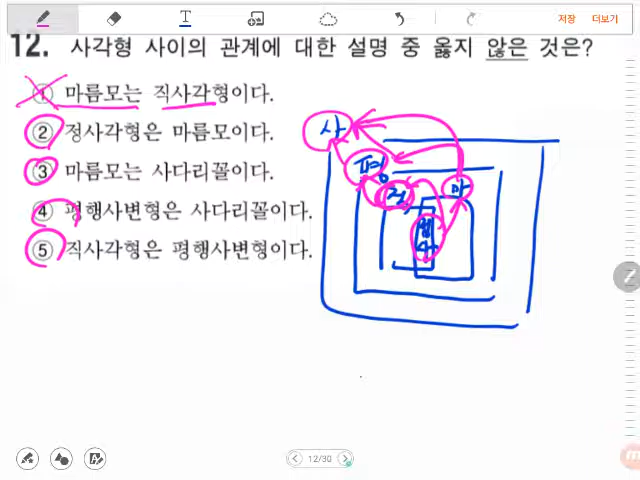 저장 더보기
12. 사각형 사이의 관계에 대한 설명 중 옳지 않은 것은?
① 마름모는 직사각형이다.
② 정사각형은 마름모이다.
③ 마름모는 사다리꼴이다.
④ 평행사변형은 사다리꼴이다.
⑤ 직사각형은 평행사변형이다.
사
평행
직
마
정사
12/30
Z